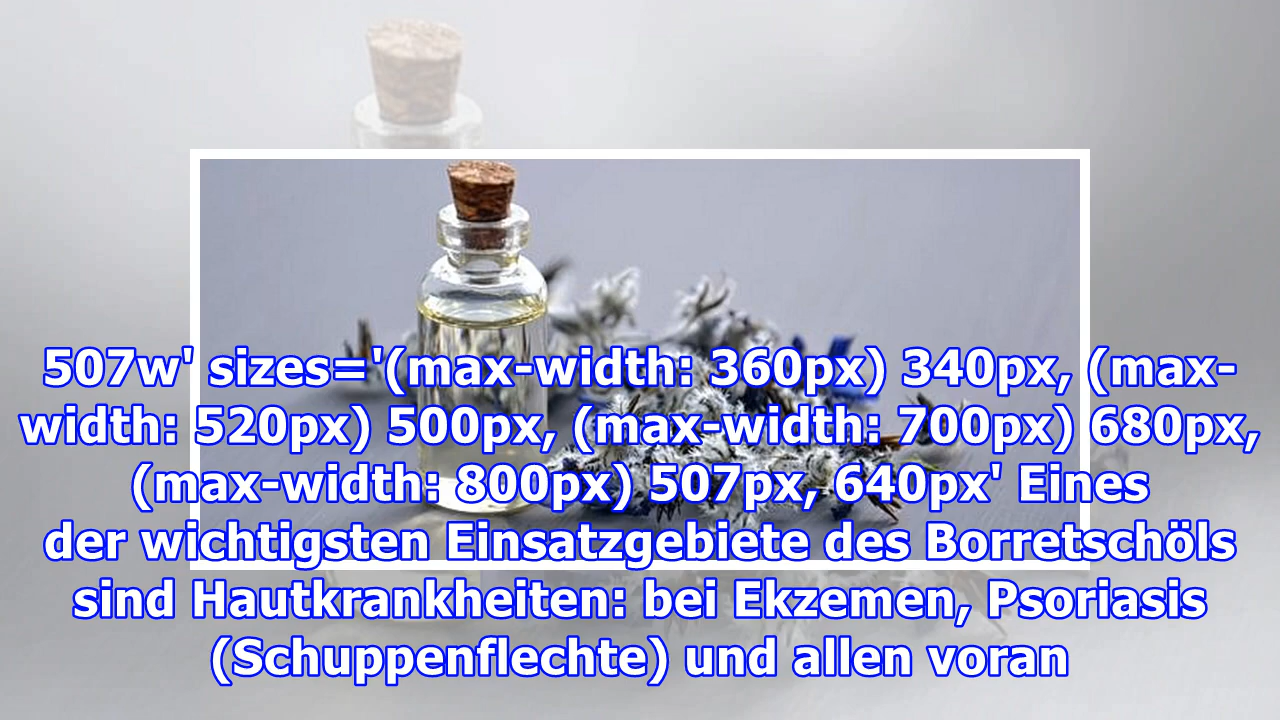 507w' sizes='(max-width: 360px) 340px, (max-
width: 520px) 500px, (max-width: 700px) 680px,
(max-width: 800px) 507px, 640px' Eines
der wichtigsten Einsatzgebiete des Borretschöls
sind Hautkrankheiten: bei Ekzemen, Psoriasis
(Schuppenflechte) und allen voran